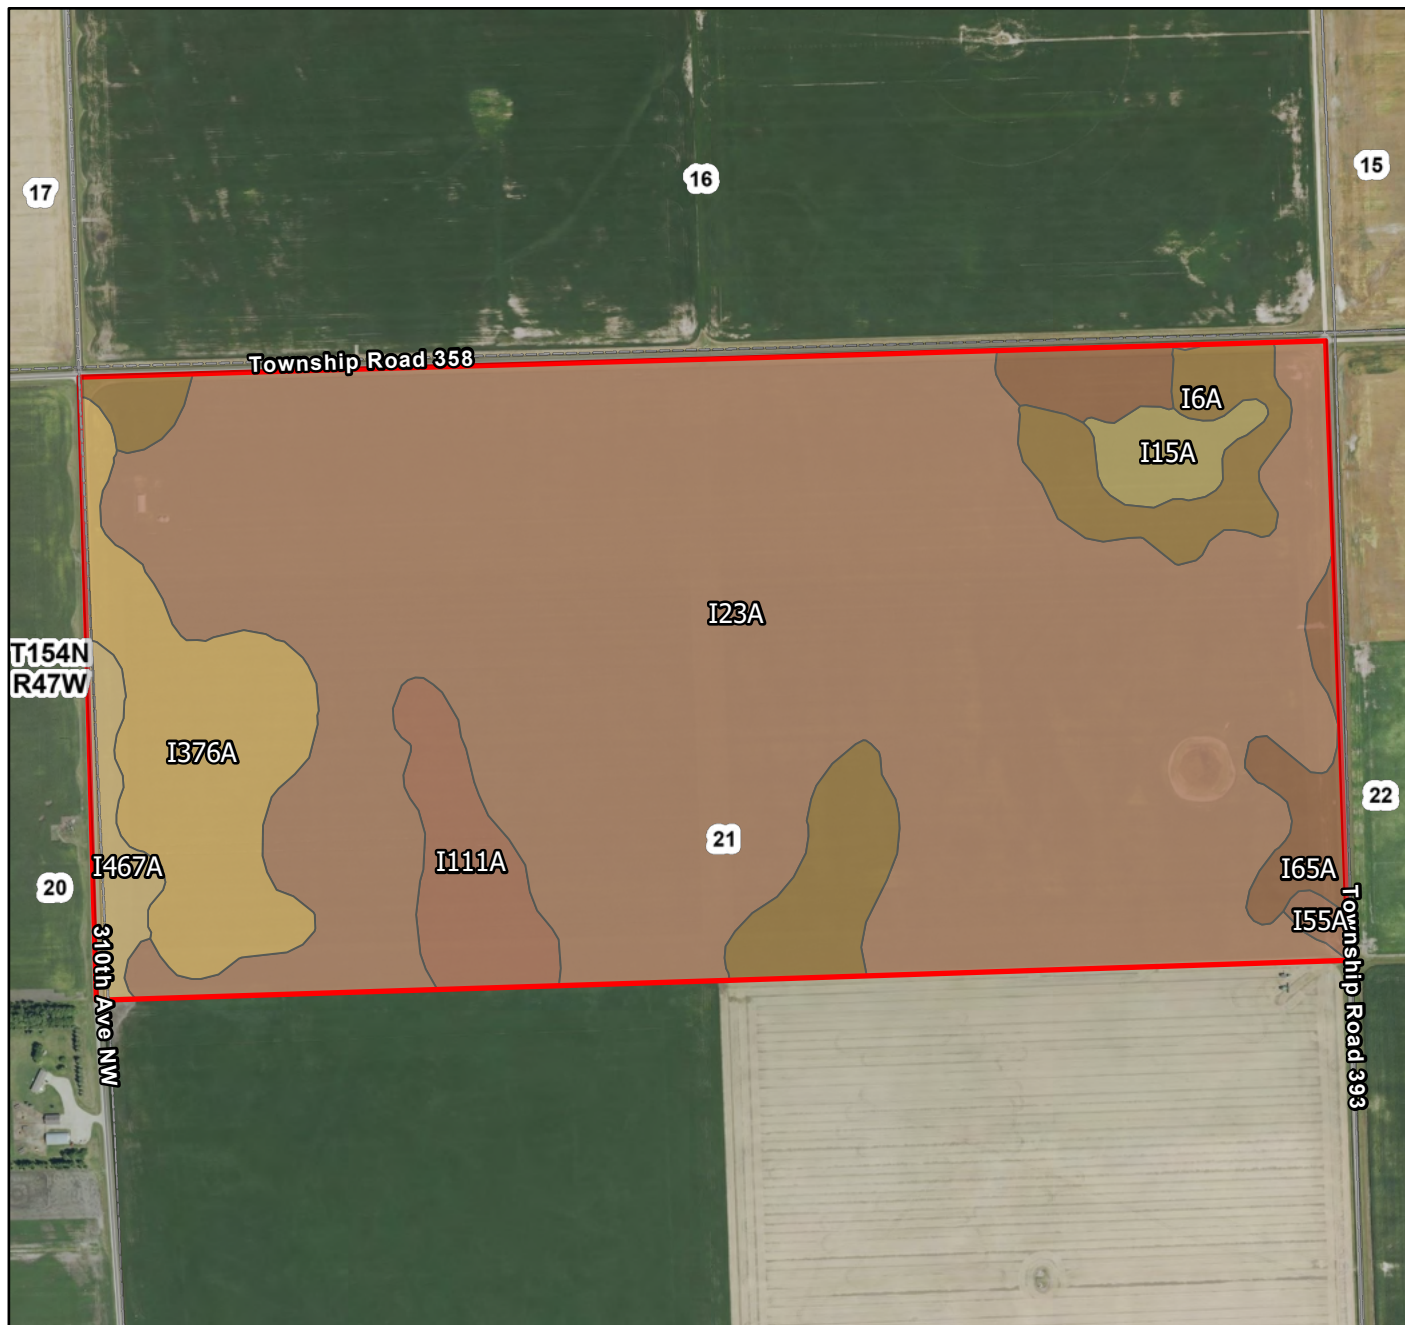 17
16
15
Township Road 358
I6A
I15A
I23A
T154N
R47W
I376A
22
21
I467A
I111A
I65A
20
I55A
310th Ave NW
Township Road 393